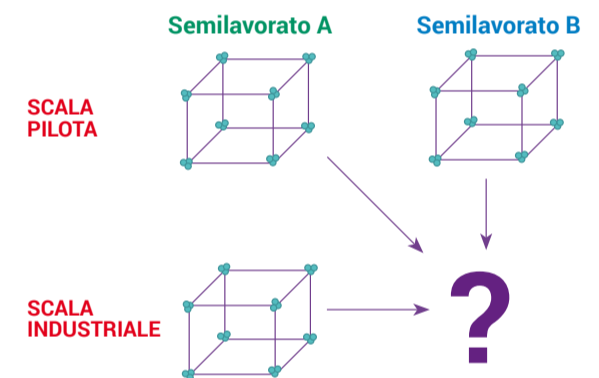 Semilavorato A
Semilavorato B
SCALA
PILOTA
SCALA
INDUSTRIALE
?